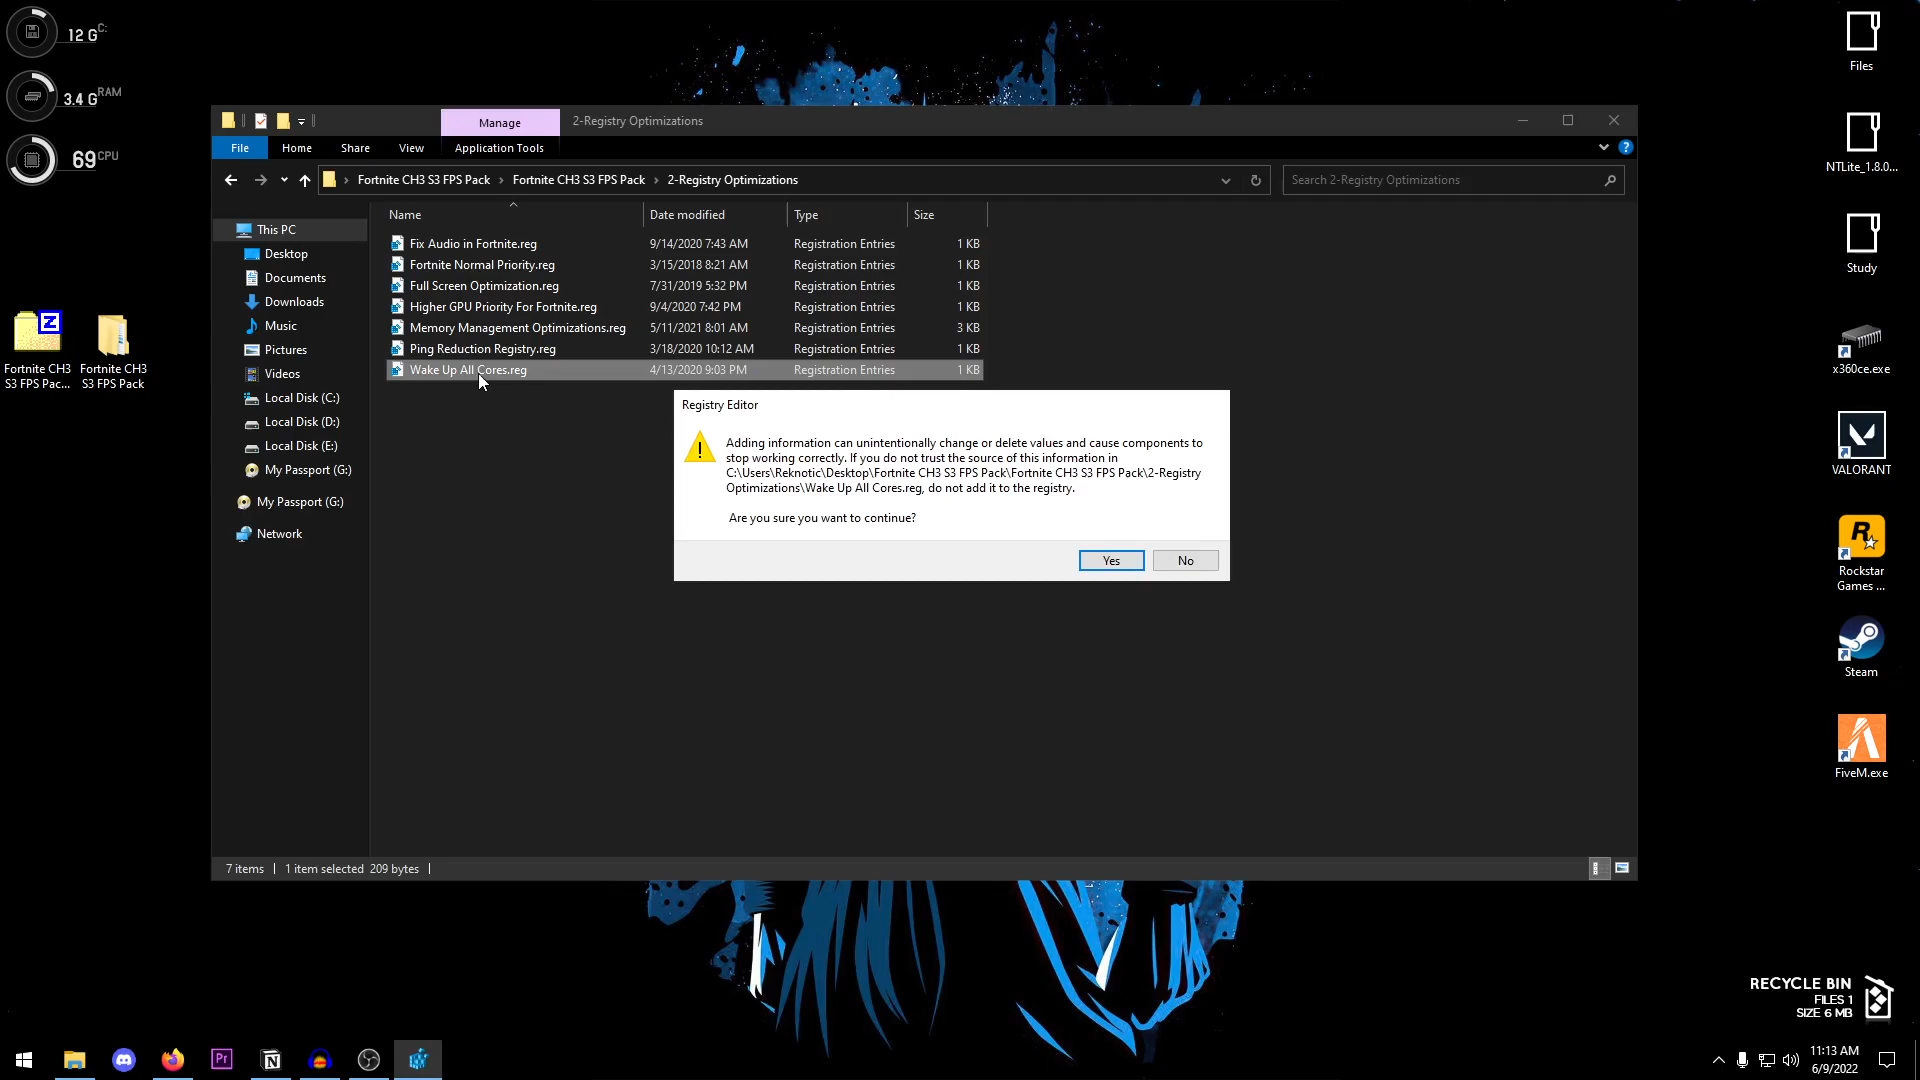 12 G C:
3.4 G RAM
69 CPU
Fortnite CH3
S3 FPS Pac...
Fortnite CH3
S3 FPS Pack
Manage
2-Registry Optimizations
File
Home
Share
View
Application Tools
Fortnite CH3 S3 FPS Pack
Fortnite CH3 S3 FPS Pack
2-Registry Optimizations
Search 2-Registry Optimizations
This PC
Desktop
Documents
Downloads
Music
Pictures
Videos
Local Disk (C:)
Local Disk (D:)
Local Disk (E:)
My Passport (G:)
My Passport (G:)
Network
Name Date modified Type Size
Fix Audio in Fortnite.reg 9/14/2020 7:43 AM Registration Entries 1 KB
Fortnite Normal Priority.reg 3/15/2018 8:21 AM Registration Entries 1 KB
Full Screen Optimization.reg 7/31/2019 5:32 PM Registration Entries 1 KB
Higher GPU Priority For Fortnite.reg 9/4/2020 7:42 PM Registration Entries 1 KB
Memory Management Optimizations.reg 5/11/2021 8:01 AM Registration Entries 3 KB
Ping Reduction Registry.reg 3/18/2020 10:12 AM Registration Entries 1 KB
Wake Up All Cores.reg 4/13/2020 9:03 PM Registration Entries 1 KB
Registry Editor
Adding information can unintentionally change or delete values and cause components to
stop working correctly. If you do not trust the source of this information in
C:\Users\Reknotic\Desktop\Fortnite CH3 S3 FPS Pack\Fortnite CH3 S3 FPS Pack\2-Registry
Optimizations\Wake Up All Cores.reg, do not add it to the registry.
Are you sure you want to continue?
Yes
No
7 items
1 item selected 209 bytes
Files
NTLite_1.8.0...
Study
x360ce.exe
VALORANT
Rockstar
Games ...
Steam
FiveM.exe
RECYCLE BIN
FILES 1
SIZE 6 MB
11:13 AM
6/9/2022